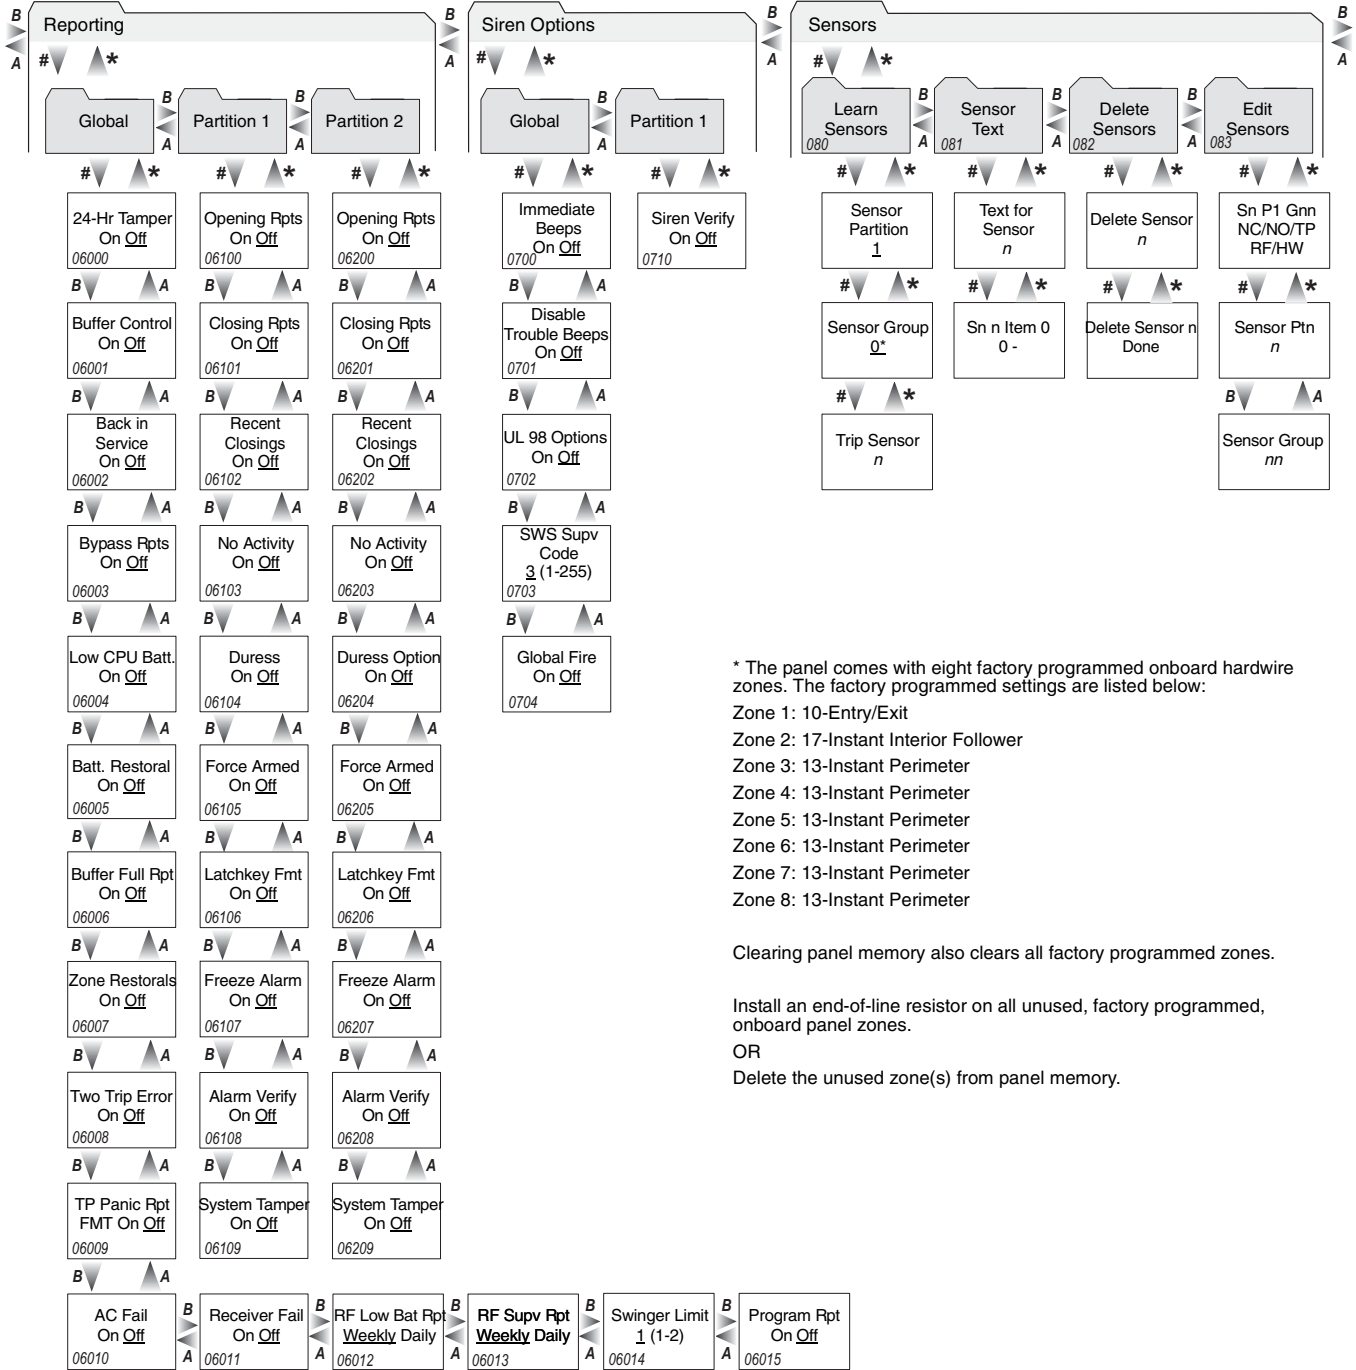 Reporting
B
A
#
*
Global
B
A
Partition 1
B
A
Partition 2
#
*
#
*
#
*
24-Hr Tamper
On Off
06000
B
A
Buffer Control
On Off
06001
B
A
Back in
Service
On Off
06002
B
A
Bypass Rpts
On Off
06003
B
A
Low CPU Batt.
On Off
06004
B
A
Batt. Restoral
On Off
06005
B
A
Buffer Full Rpt
On Off
06006
B
A
Zone Restorals
On Off
06007
B
A
Two Trip Error
On Off
06008
B
A
TP Panic Rpt
FMT On Off
06009
B
A
AC Fail
On Off
06010
B
A
Receiver Fail
On Off
06011
B
A
RF Low Bat Rpt
Weekly Daily
06012
B
A
RF Supv Rpt
Weekly Daily
06013
B
A
Swinger Limit
1 (1-2)
06014
B
A
Program Rpt
On Off
06015
Opening Rpts
On Off
06100
B
A
Closing Rpts
On Off
06101
B
A
Recent
Closings
On Off
06102
B
A
No Activity
On Off
06103
B
A
Duress
On Off
06104
B
A
Force Armed
On Off
06105
B
A
Latchkey Fmt
On Off
06106
B
A
Freeze Alarm
On Off
06107
B
A
Alarm Verify
On Off
06108
B
A
System Tamper
On Off
06109
Opening Rpts
On Off
06200
B
A
Closing Rpts
On Off
06201
B
A
Recent
Closings
On Off
06202
B
A
No Activity
On Off
06203
B
A
Duress Option
On Off
06204
B
A
Force Armed
On Off
06205
B
A
Latchkey Fmt
On Off
06206
B
A
Freeze Alarm
On Off
06207
B
A
Alarm Verify
On Off
06208
B
A
System Tamper
On Off
06209
B
A
Siren Options
#
*
Global
B
A
Partition 1
#
*
#
*
Immediate
Beeps
On Off
0700
B
A
Disable
Trouble Beeps
On Off
0701
B
A
UL 98 Options
On Off
0702
B
A
SWS Supv
Code
3 (1-255)
0703
B
A
Global Fire
On Off
0704
Siren Verify
On Off
0710
B
A
Sensors
B
A
#
*
Learn
Sensors
080
B
A
Sensor
Text
081
B
A
Delete
Sensors
082
B
A
Edit
Sensors
083
#
*
#
*
#
*
#
*
Sensor
Partition
1
#
*
Sensor Group
0*
#
*
Trip Sensor
n
Text for
Sensor
n
#
*
Sn n Item 0
0 -
Delete Sensor
n
#
*
Delete Sensor n
Done
Sn P1 Gnn
NC/NO/TP
RF/HW
#
*
Sensor Ptn
n
B
A
Sensor Group
nn
* The panel comes with eight factory programmed onboard hardwire
zones. The factory programmed settings are listed below:
Zone 1: 10-Entry/Exit
Zone 2: 17-Instant Interior Follower
Zone 3: 13-Instant Perimeter
Zone 4: 13-Instant Perimeter
Zone 5: 13-Instant Perimeter
Zone 6: 13-Instant Perimeter
Zone 7: 13-Instant Perimeter
Zone 8: 13-Instant Perimeter
Clearing panel memory also clears all factory programmed zones.
Install an end-of-line resistor on all unused, factory programmed,
onboard panel zones.
OR
Delete the unused zone(s) from panel memory.